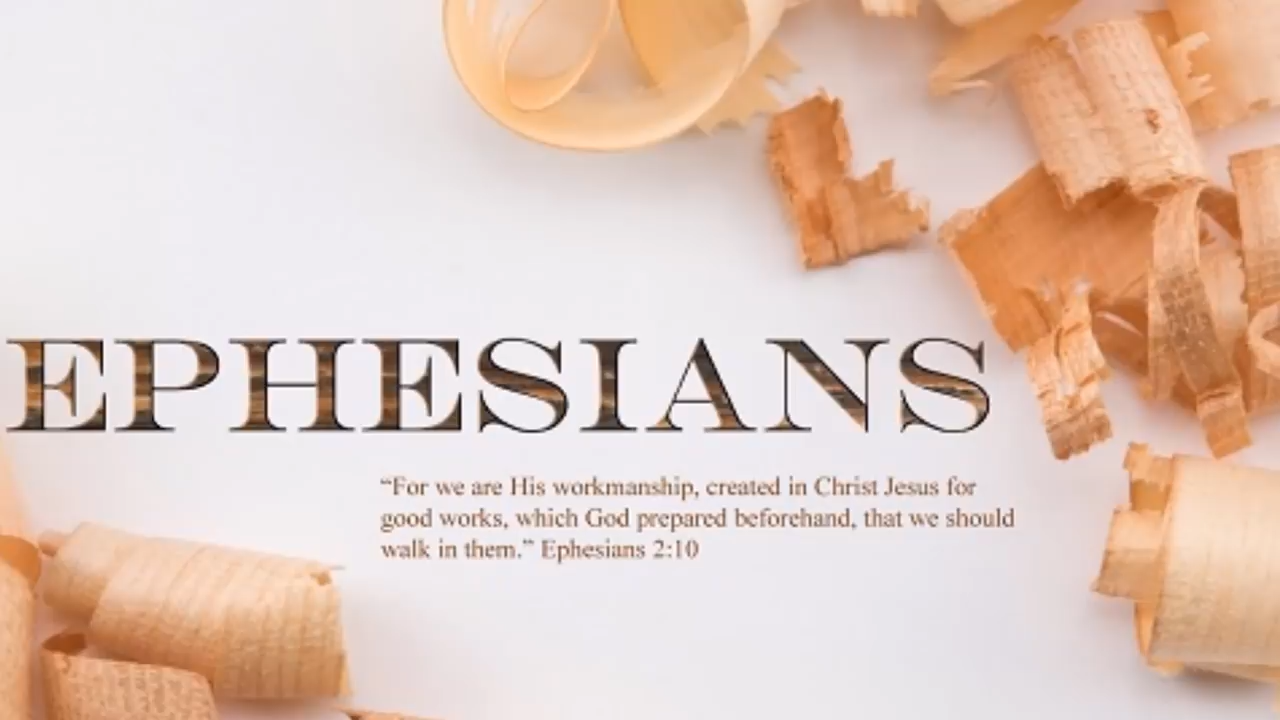 EPHESIANS
“For we are His workmanship, created in Christ Jesus for
good works, which God prepared beforehand, that we should
walk in them.” Ephesians 2:10